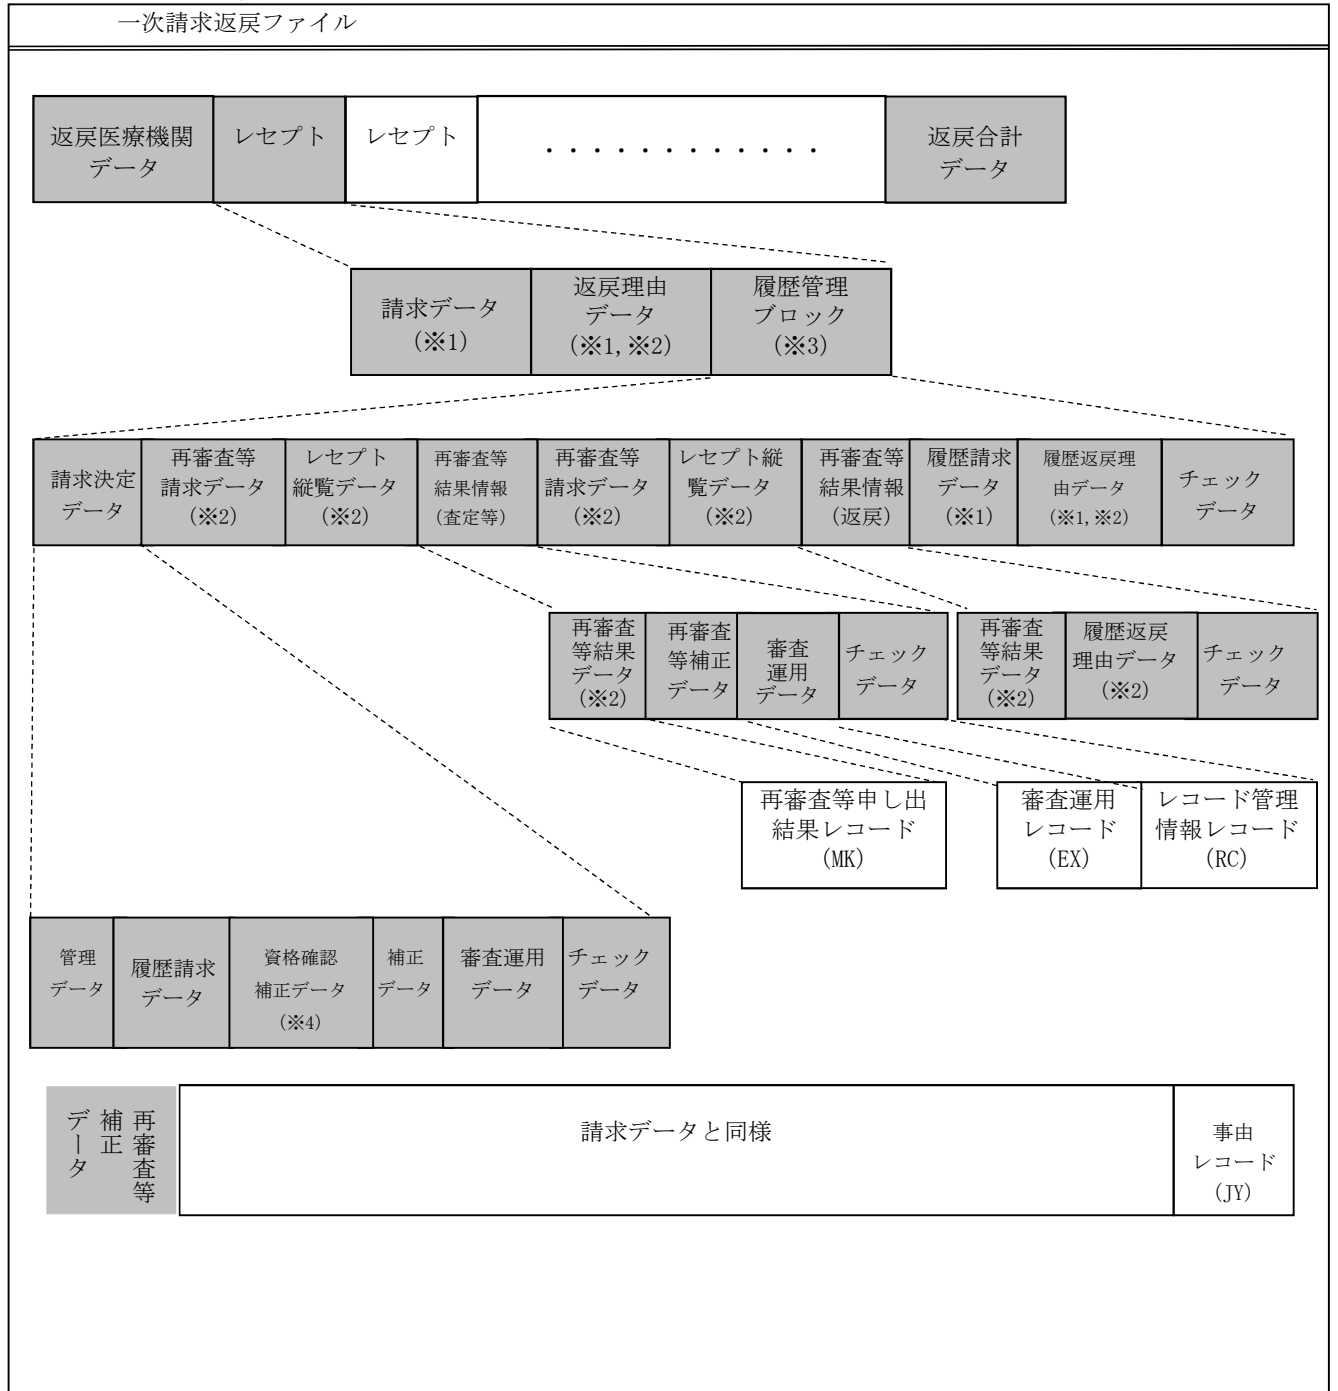 一次請求返戻ファイル
返戻医療機関
データ
レセプト
レセプト
・・・・・・・・・・・・・
返戻合計
データ
請求データ
(※1)
返戻理由
データ
(※1,※2)
履歴管理
ブロック
(※3)
請求決定
データ
再審査等
請求データ
(※2)
レセプト
縦覧データ
(※2)
再審査等
結果情報
(査定等)
再審査等
請求データ
(※2)
レセプト縦
覧データ
(※2)
再審査等
結果情報
(返戻)
履歴請求
データ
(※1)
履歴返戻理
由データ
(※1,※2)
チェック
データ
再審査
等結果
データ
(※2)
再審査
等補正
データ
審査
運用
データ
チェック
データ
再審査
等結果
データ
(※2)
履歴返戻
理由データ
(※2)
チェック
データ
再審査等申し出
結果レコード
(MK)
審査運用
レコード
(EX)
レコード管理
情報レコード
(RC)
管理
データ
履歴請求
データ
資格確認
補正データ
(※4)
補正
データ
審査運用
データ
チェック
データ
再審査等
補正
データ
請求データと同様
事由
レコード
(JY)